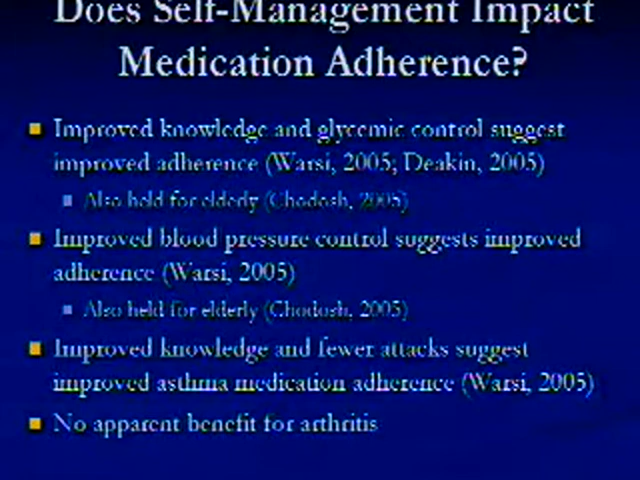 Does Self-Management Impact
Medication Adherence?
Improved knowledge and glycemic control suggest
improved adherence (Warsi, 2005; Deakin, 2005)
Also held for elderly (Chodosh, 2005)
Improved blood pressure control suggests improved
adherence (Warsi, 2005)
Also held for elderly (Chodosh, 2005)
Improved knowledge and fewer attacks suggest
improved asthma medication adherence (Warsi, 2005)
No apparent benefit for arthritis